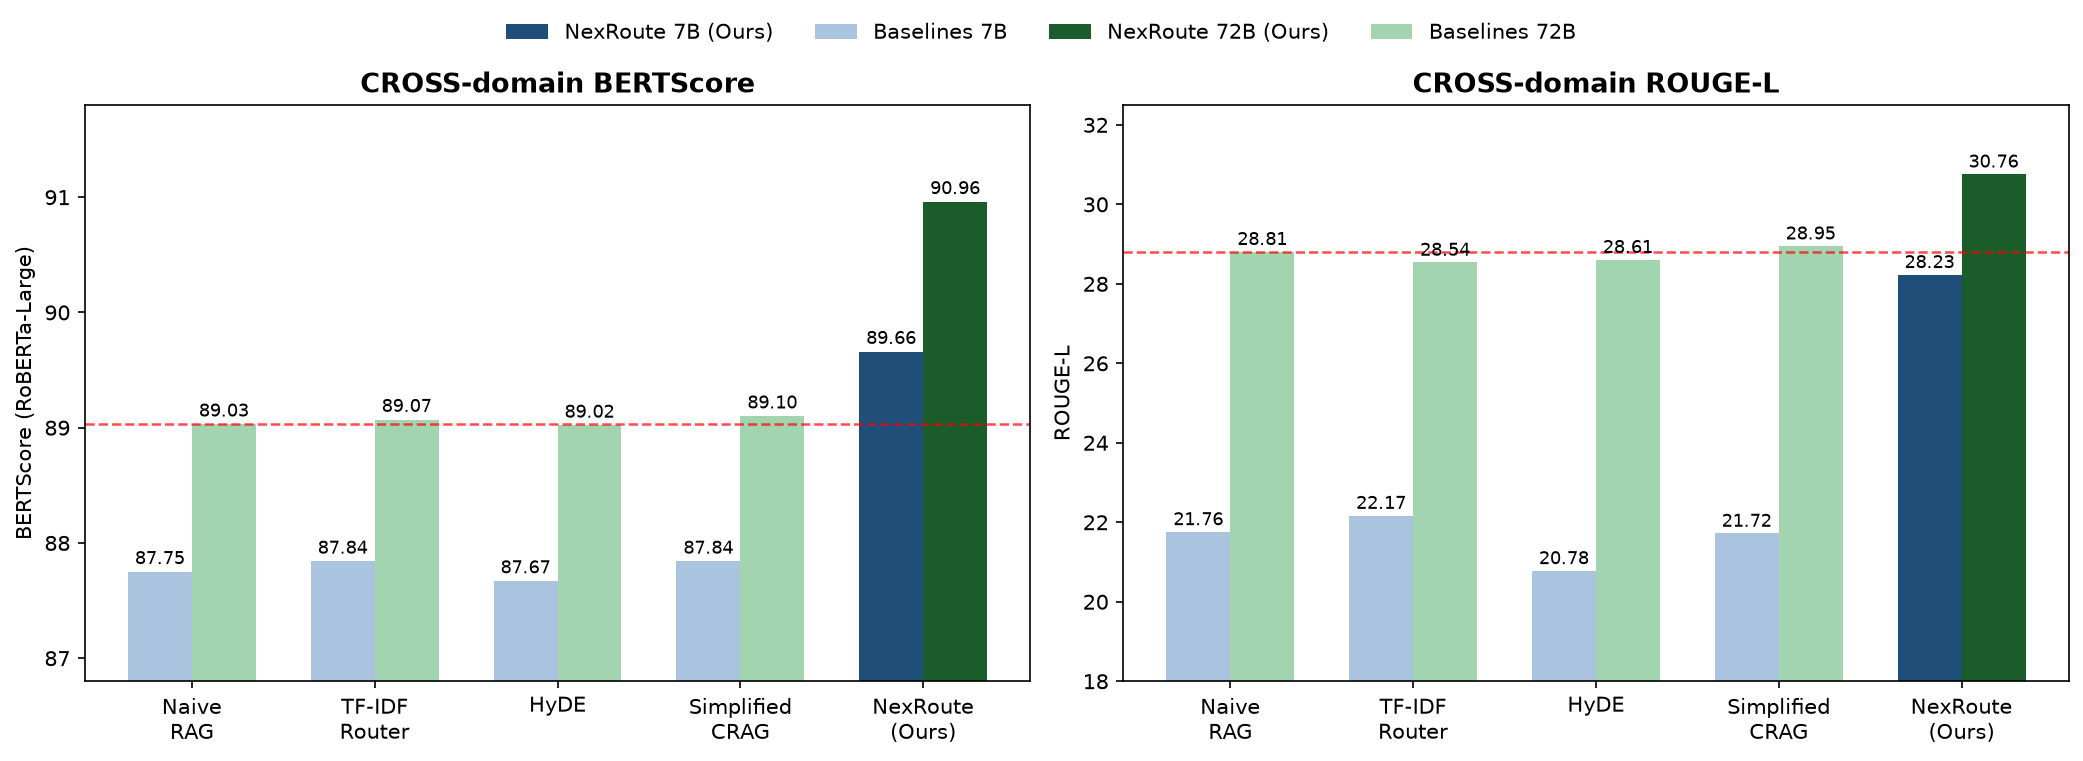 NexRoute 7B (Ours) Baselines 7B NexRoute 72B (Ours) Baselines 72B
CROSS-domain BERTScore
BERTScore (RoBERTa-Large)
91
90
89
88
87
87.75
89.03
87.84
89.07
87.67
89.02
87.84
89.10
89.66
90.96
Naive
RAG
TF-IDF
Router
HyDE
Simplified
CRAG
NexRoute
(Ours)
CROSS-domain ROUGE-L
ROUGE-L
32
30
28
26
24
22
20
18
21.76
28.81
22.17
28.54
20.78
28.61
21.72
28.95
28.23
30.76
Naive
RAG
TF-IDF
Router
HyDE
Simplified
CRAG
NexRoute
(Ours)